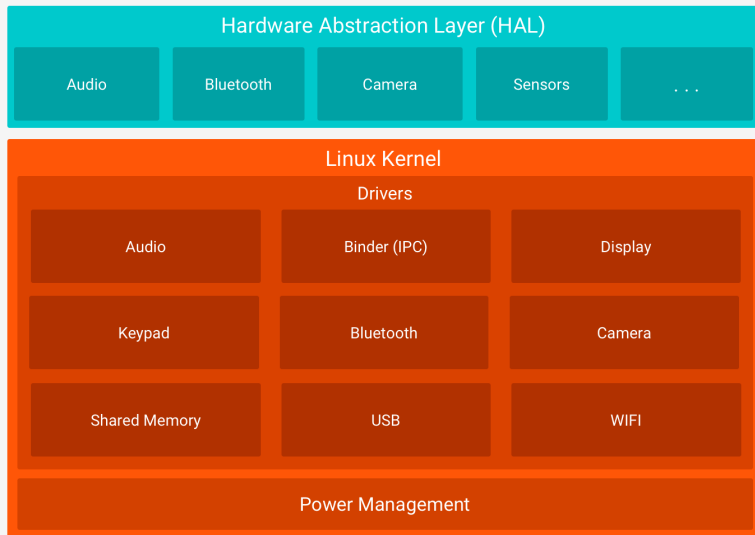 Hardware Abstraction Layer (HAL)
Audio
Bluetooth
Camera
Sensors
...
Linux Kernel
Drivers
Audio
Binder (IPC)
Display
Keypad
Bluetooth
Camera
Shared Memory
USB
WIFI
Power Management